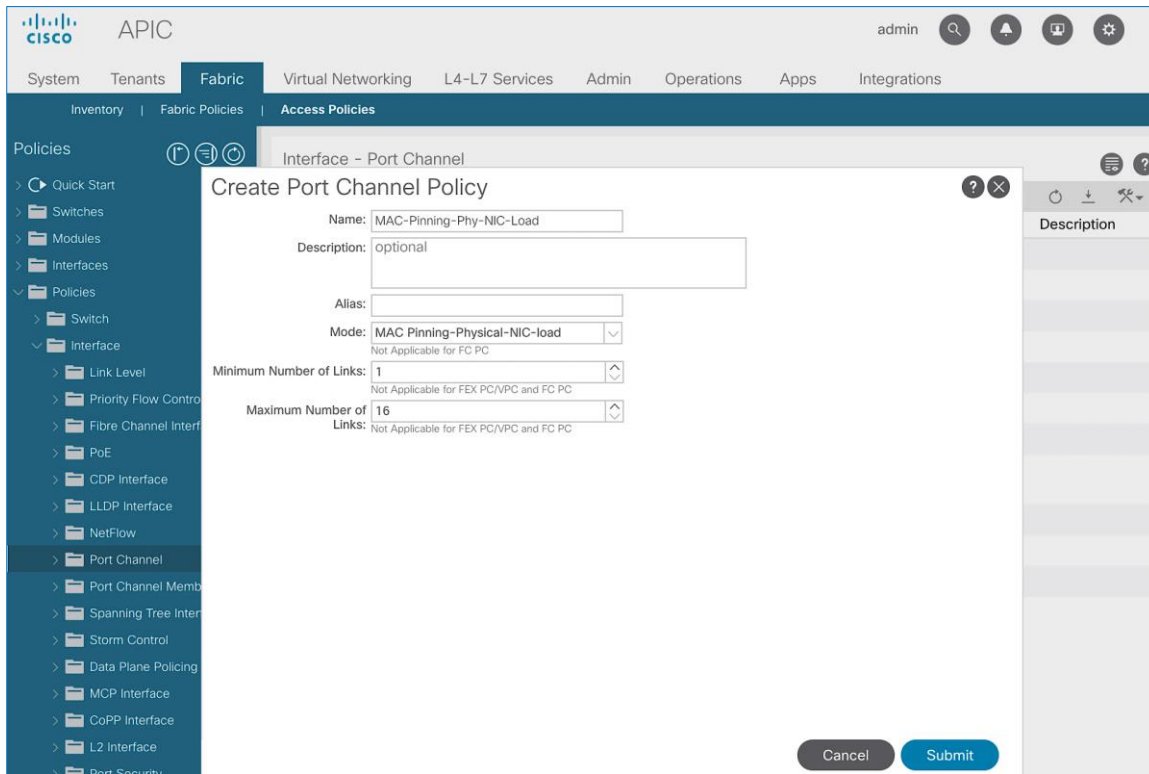 CISCO
APIC
admin
System Tenants Fabric Virtual Networking L4-L7 Services Admin Operations Apps Integrations
Inventory | Fabric Policies | Access Policies
Policies
Quick Start
Switches
Modules
Interfaces
Policies
Switch
Interface
Link Level
Priority Flow Contro
Fibre Channel Interf
PoE
CDP Interface
LLDP Interface
NetFlow
Port Channel
Port Channel Memb
Spanning Tree Inter
Storm Control
Data Plane Policing
MCP Interface
CoPP Interface
L2 Interface
Port Security
Interface - Port Channel
?
Description
Create Port Channel Policy
?
Name: MAC-Pinning-Phy-NIC-Load
Description: optional
Alias:
Mode: MAC Pinning-Physical-NIC-load
Not Applicable for FC PC
Minimum Number of Links: 1
Not Applicable for FEX PC/VPC and FC PC
Maximum Number of
Links: 16
Not Applicable for FEX PC/VPC and FC PC
Cancel Submit